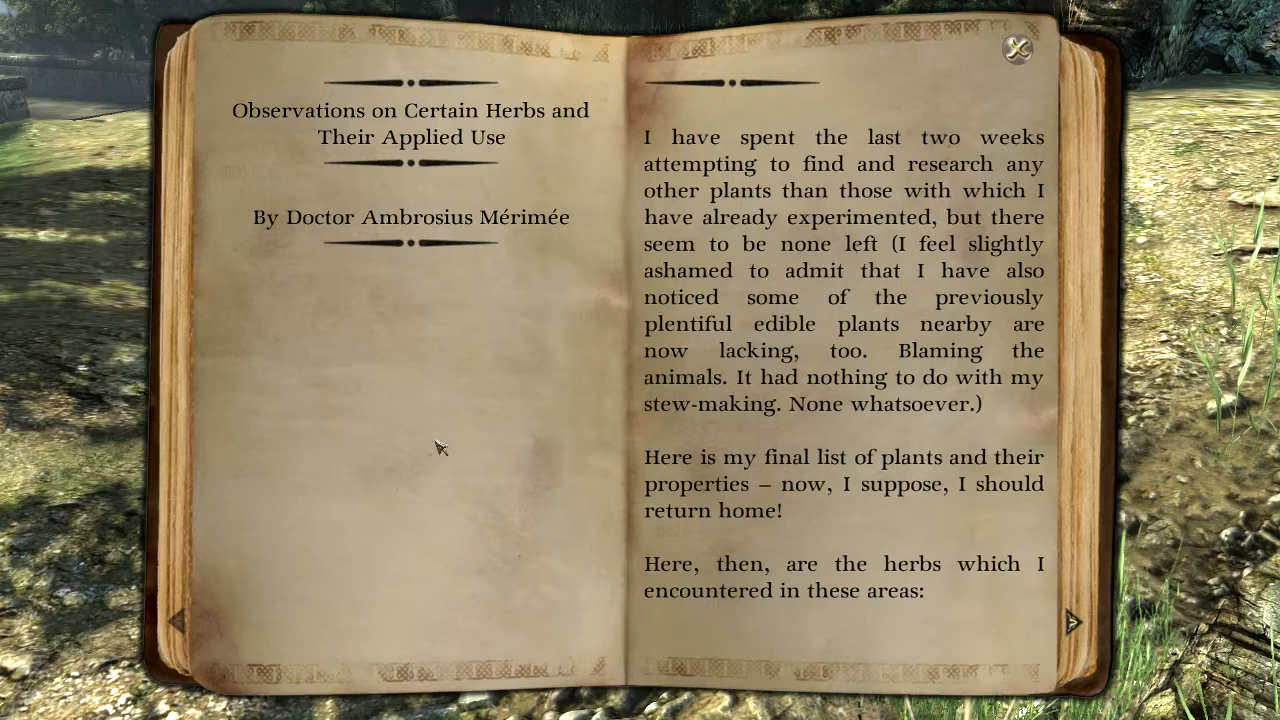 Observations on Certain Herbs and
Their Applied Use
By Doctor Ambrosius Mérimée
I have spent the last two weeks
attempting to find and research any
other plants than those with which I
have already experimented, but there
seem to be none left (I feel slightly
ashamed to admit that I have also
noticed some of the previously
plentiful edible plants nearby are
now lacking, too. Blaming the
animals. It had nothing to do with my
stew-making. None whatsoever.)
Here is my final list of plants and their
properties – now, I suppose, I should
return home!
Here, then, are the herbs which I
encountered in these areas: